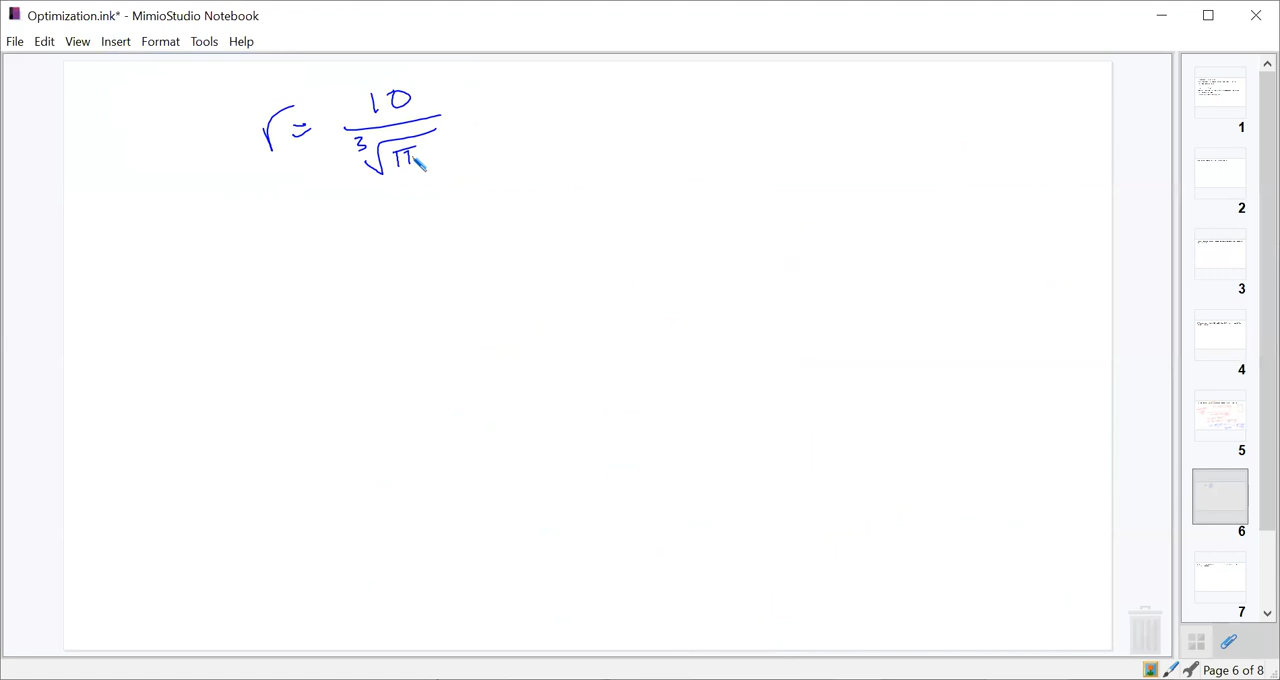 Optimization.ink* - MimioStudio Notebook
File Edit View Insert Format Tools Help
r = 10 / ∛π
1
2
3
4
5
6
7
Page 6 of 8